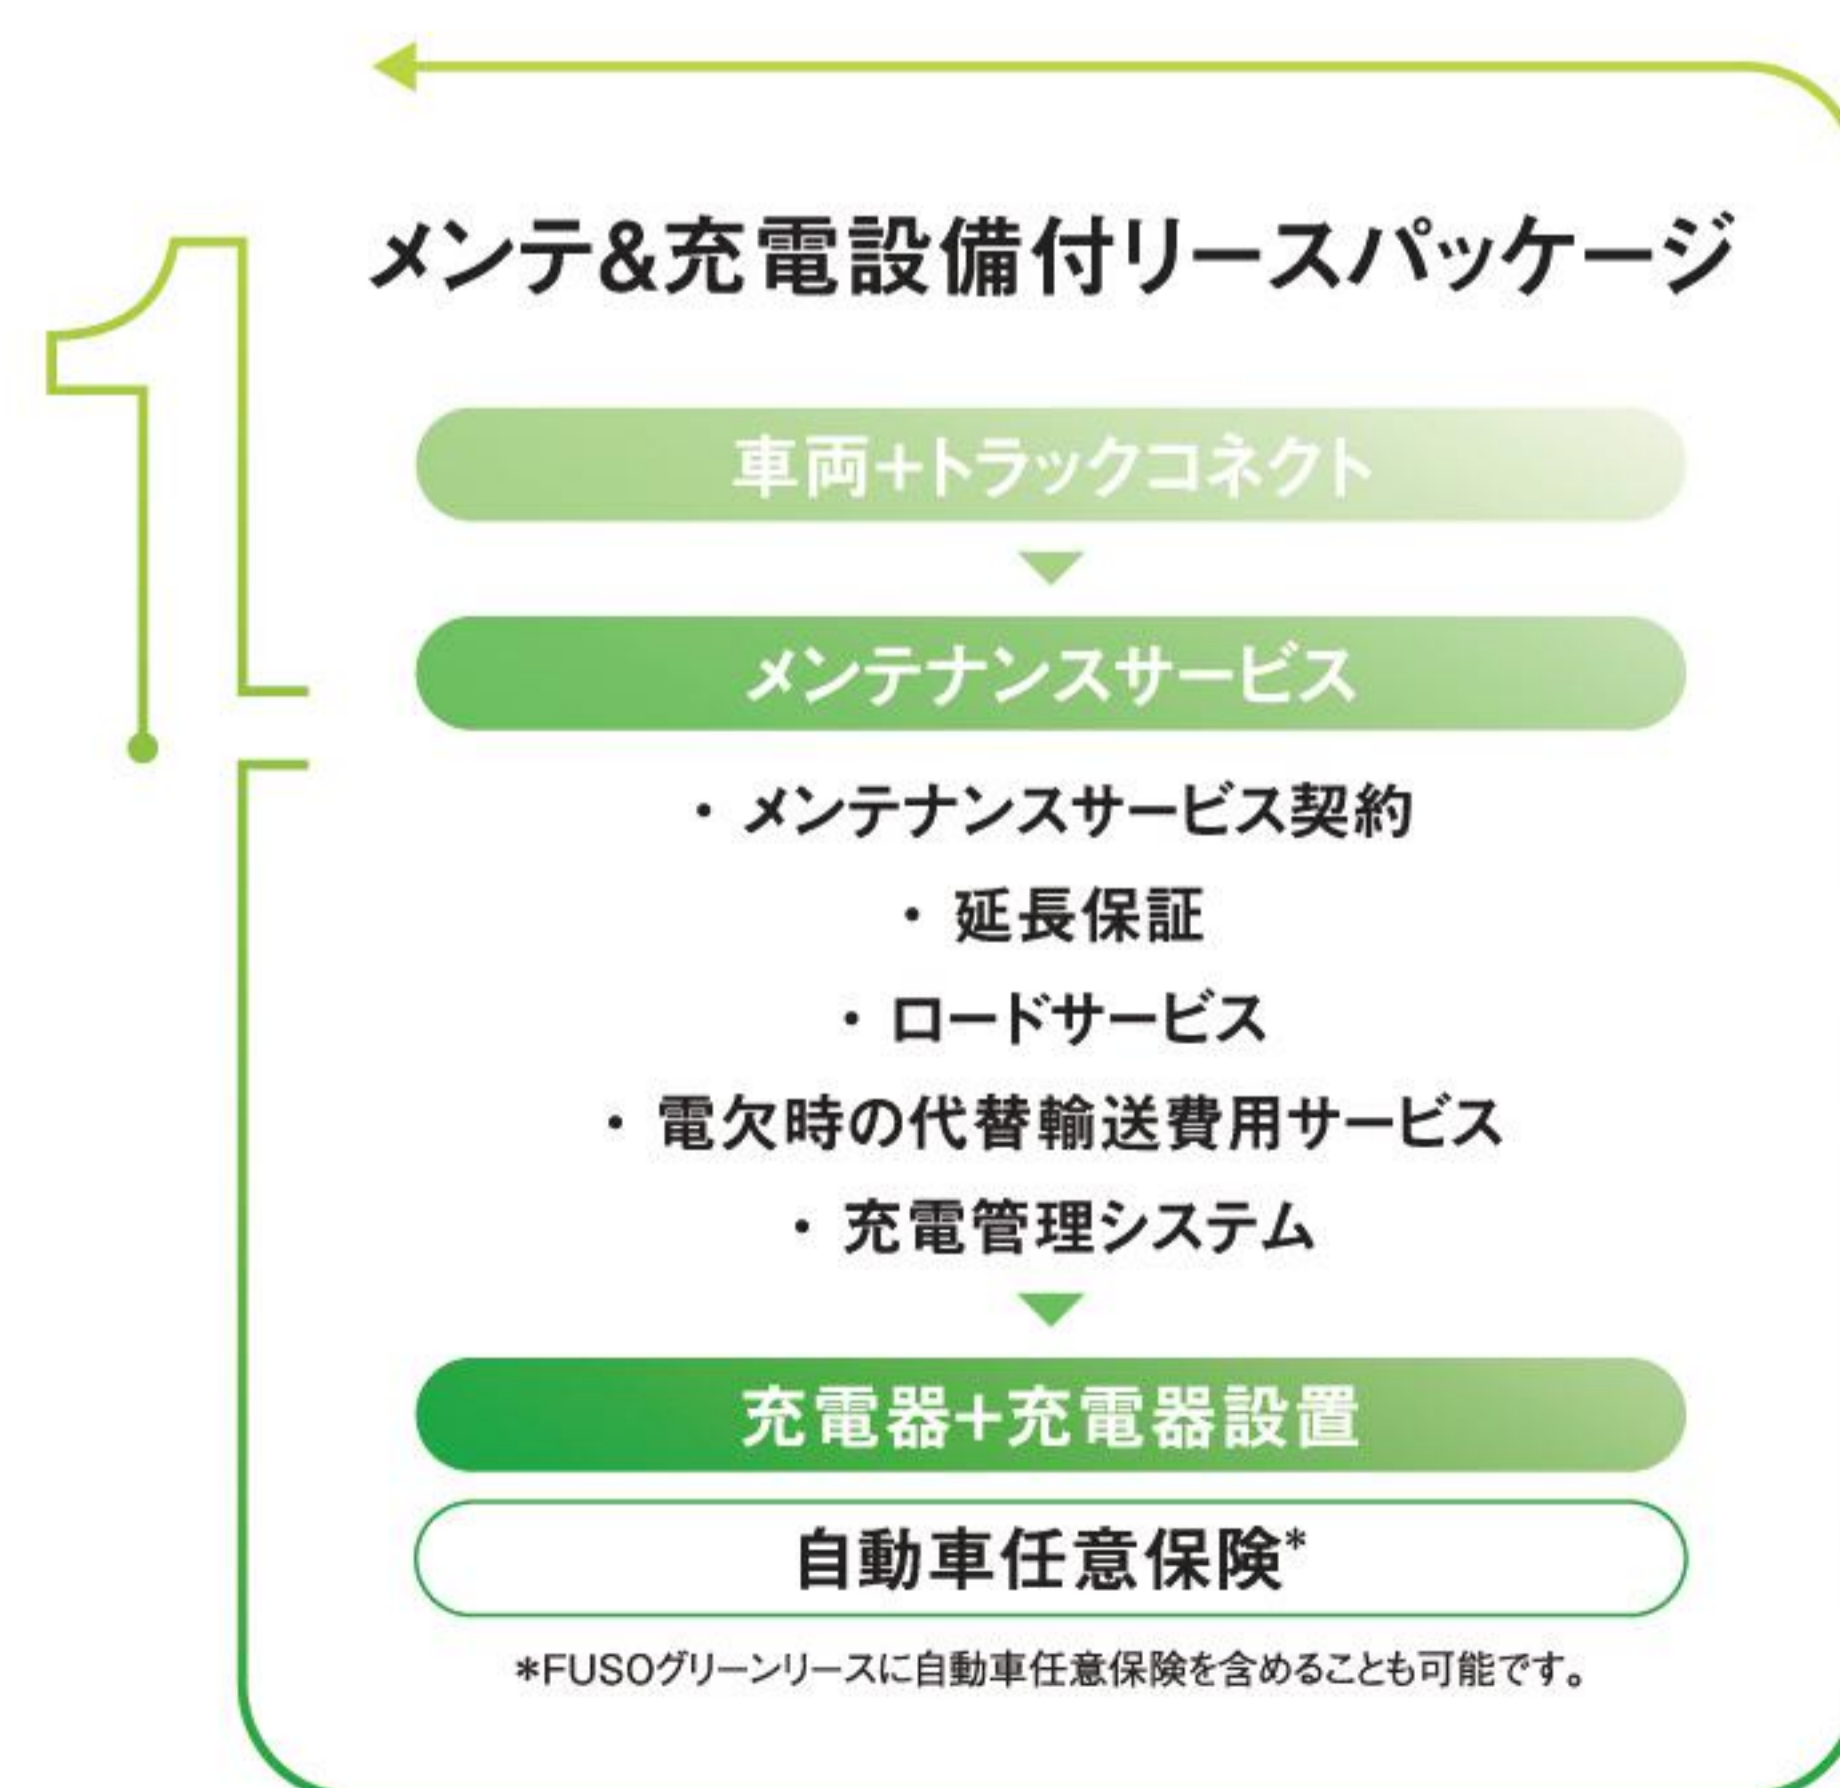 1
メンテ&充電設備付リースパッケージ
車両+トラックコネクト
メンテナンスサービス
・メンテナンスサービス契約
・延長保証
・ロードサービス
・電欠時の代替輸送費用サービス
・充電管理システム
充電器+充電器設置
自動車任意保険*
*FUSOグリーンリースに自動車任意保険を含めることも可能です。